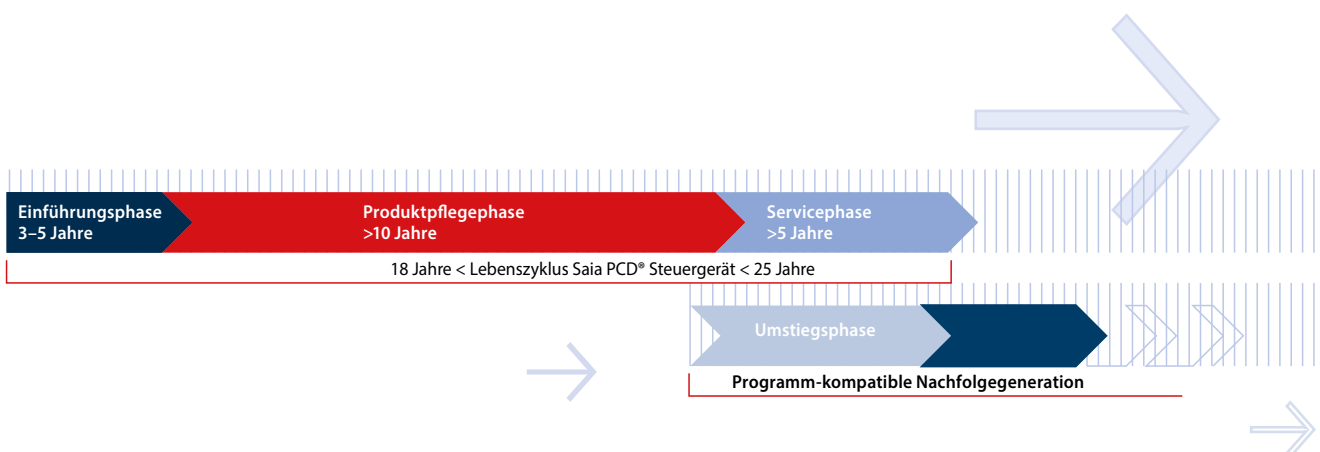 Einführungsphase
3–5 Jahre
Produktpflegephase
>10 Jahre
Servicephase
>5 Jahre
18 Jahre < Lebenszyklus Saia PCD® Steuergerät < 25 Jahre
Umstiegsphase
Programm-kompatible Nachfolgegeneration